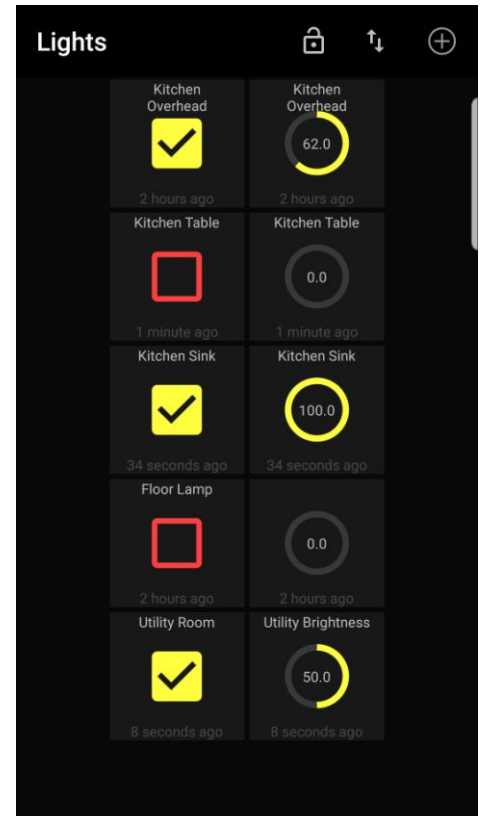 Lights
Kitchen Overhead
Kitchen Overhead
62.0
2 hours ago
2 hours ago
Kitchen Table
Kitchen Table
0.0
1 minute ago
1 minute ago
Kitchen Sink
Kitchen Sink
100.0
34 seconds ago
34 seconds ago
Floor Lamp
0.0
2 hours ago
2 hours ago
Utility Room
Utility Brightness
50.0
8 seconds ago
8 seconds ago